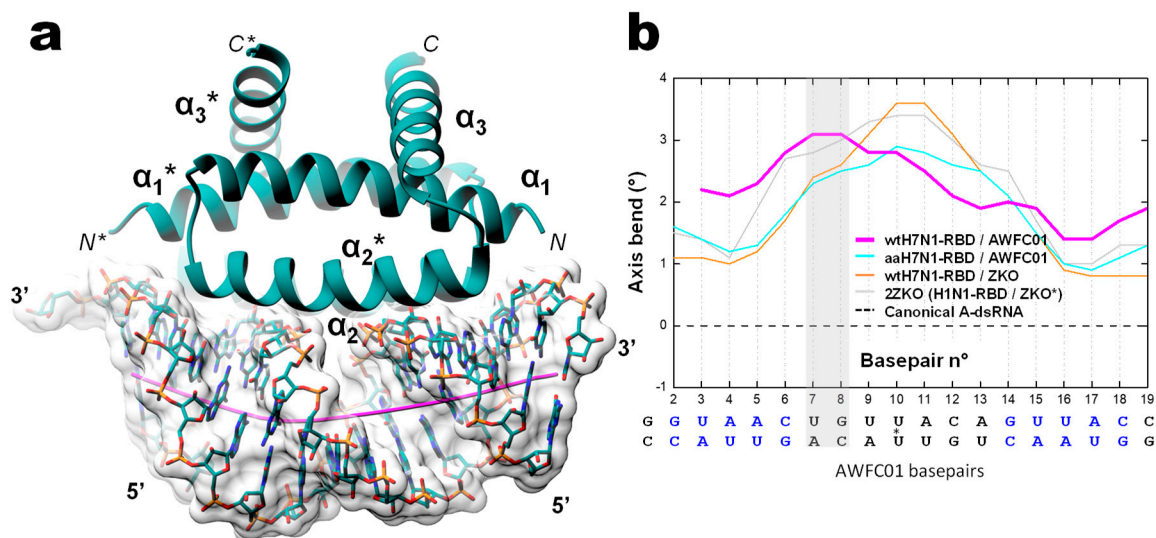 a
C* C
α3* α3
α1* α1
N* N
α2*
α2
3’ 3’
5’ 5’
b
Axis bend (°)
4
3
2
1
0
-1
wtH7N1-RBD / AWFC01
aaH7N1-RBD / AWFC01
wtH7N1-RBD / ZKO
2ZKO (H1N1-RBD / ZKO*)
Canonical A-dsRNA
Basepair n°
2 3 4 5 6 7 8 9 10 11 12 13 14 15 16 17 18 19
G G U A A C U G U U A C A G U U A C C
*
C C A U U G A C A U U G U C A A U G G
AWFC01 basepairs